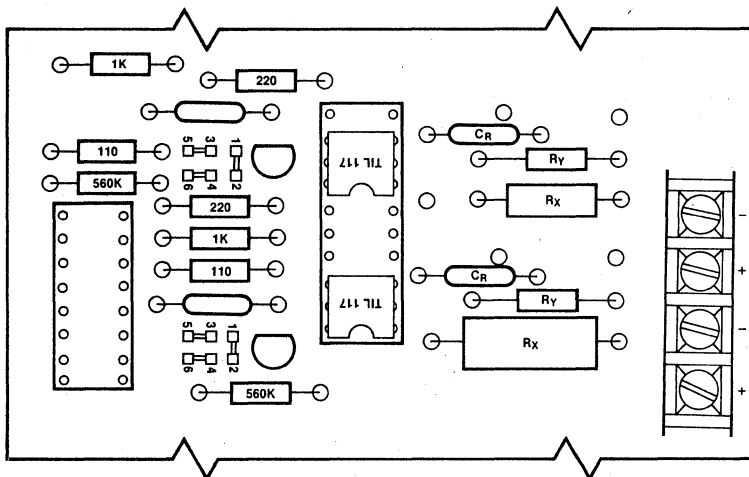 1K
220
110
560K
5 3 1
6 4 2
TIL 117
CR
RY
RX
-
+
-
+
220
1K
110
5 3 1
6 4 2
TIL 117
CR
RY
RX
560K